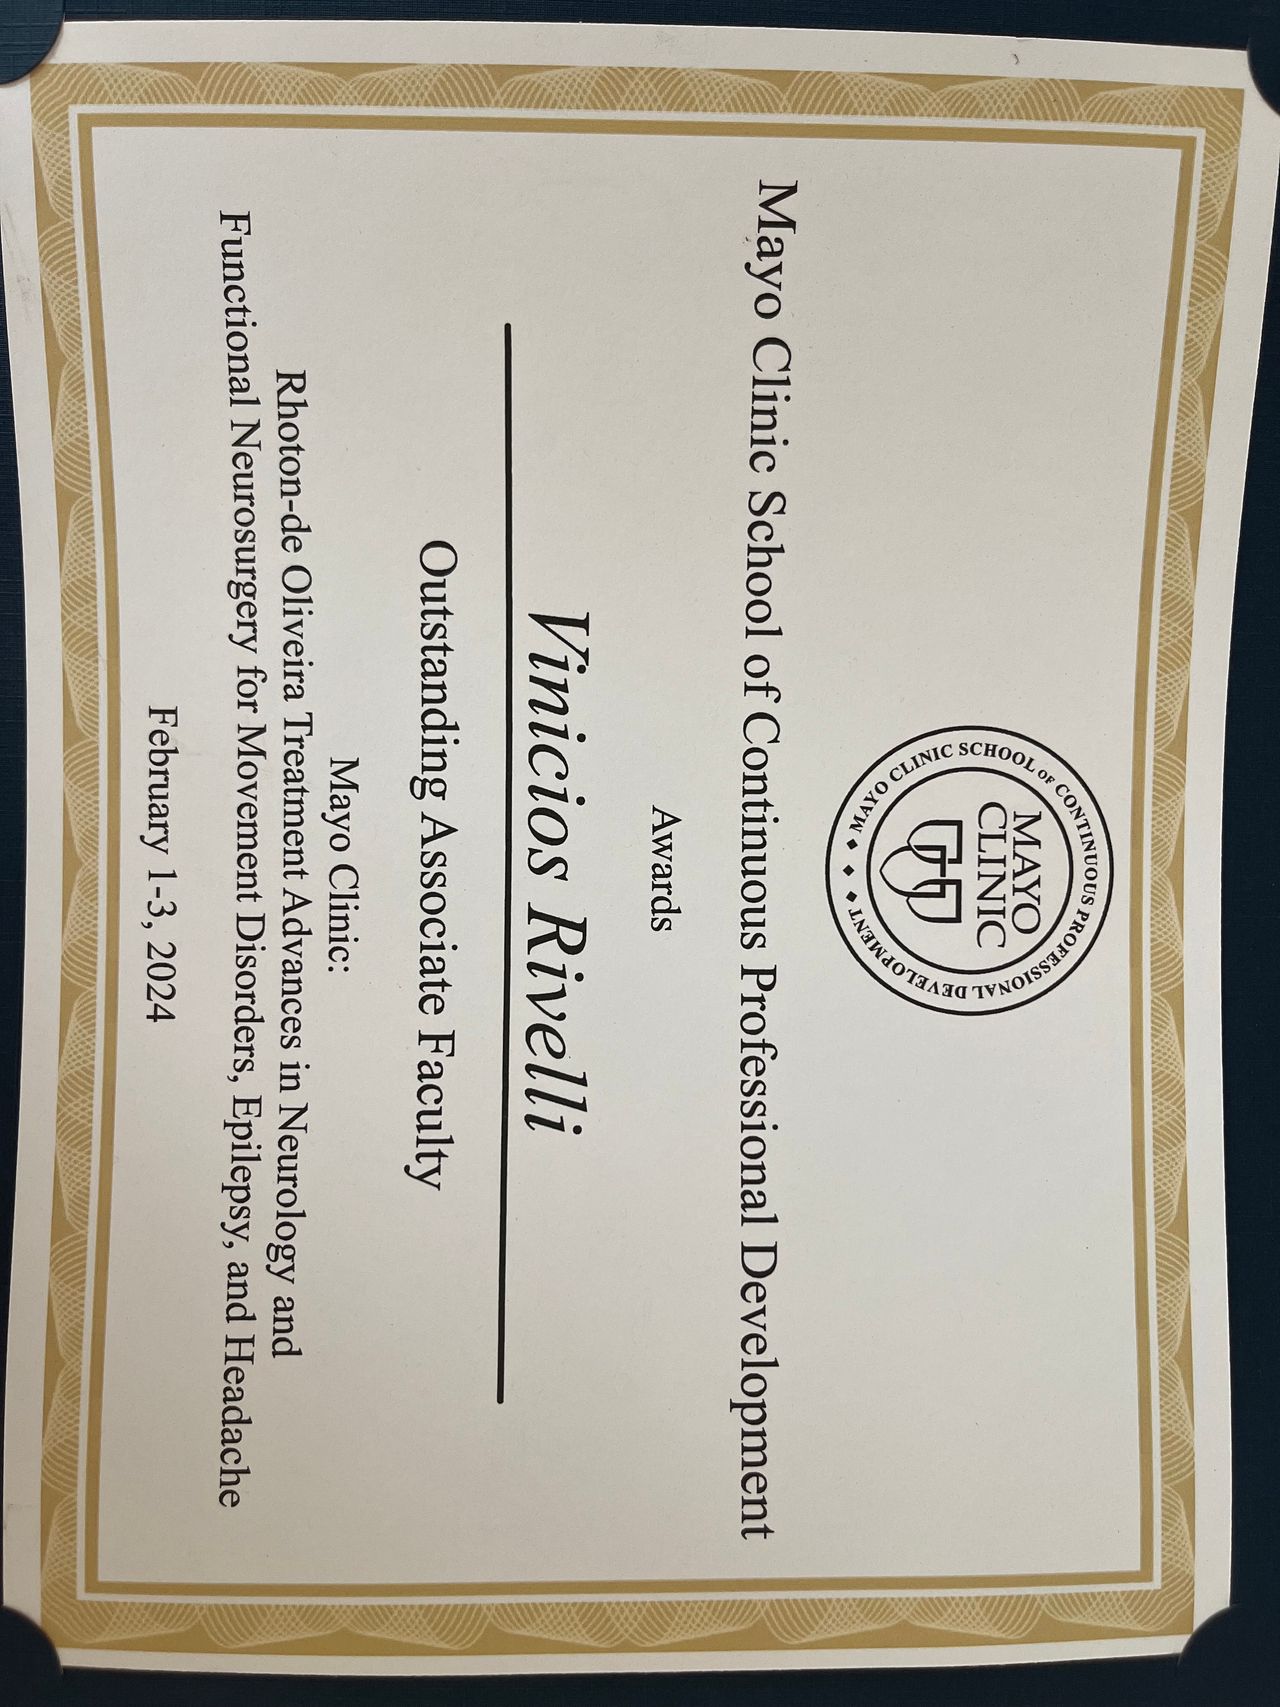 MAYO CLINIC SCHOOL OF CONTINUOUS PROFESSIONAL DEVELOPMENT
MAYO
CLINIC
Mayo Clinic School of Continuous Professional Development
Awards
Vinicios Rivelli
Outstanding Associate Faculty
Mayo Clinic:
Rhoton-de Oliveira Treatment Advances in Neurology and
Functional Neurosurgery for Movement Disorders, Epilepsy, and Headache
February 1-3, 2024